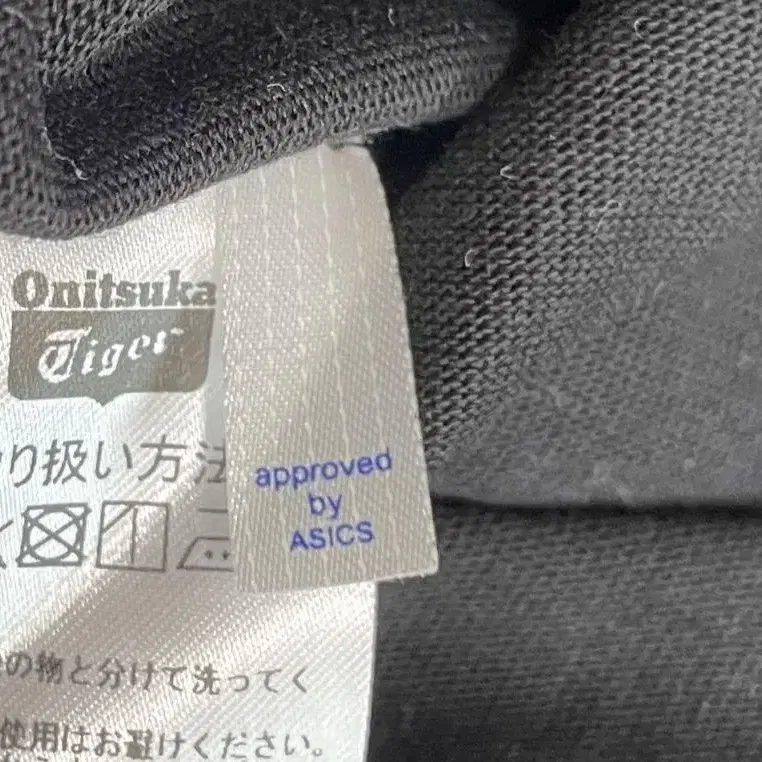 Onitsuka
Tiger
り扱い方法
approved
by
ASICS
の物と分けて洗ってく
使用はお避けください。